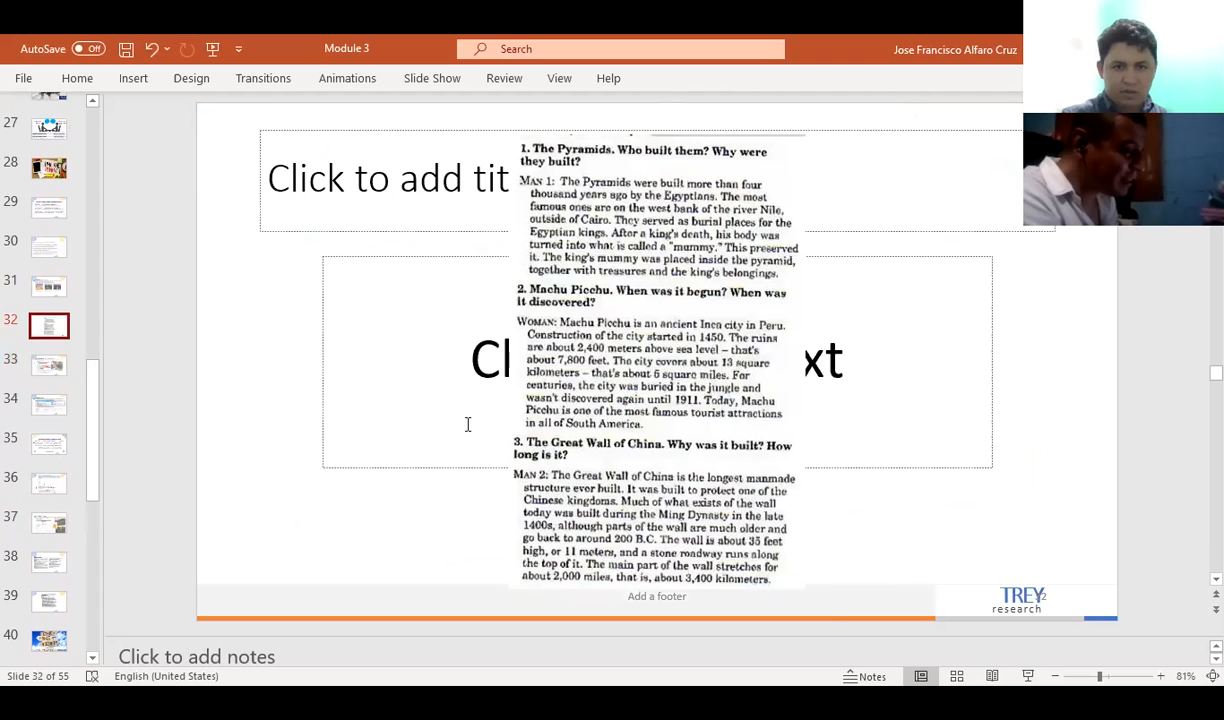 AutoSave
Off
Module 3
Search
Jose Francisco Alfaro Cruz
File
Home
Insert
Design
Transitions
Animations
Slide Show
Review
View
Help
27
28
29
30
31
32
33
34
35
36
37
38
39
40
Click to add tit
1. The Pyramids. Who built them? Why were
they built?
MAN 1: The Pyramids were built more than four
thousand years ago by the Egyptians. The most
famous ones are on the west bank of the river Nile,
outside of Cairo. They served as burial places for the
Egyptian kings. After a king's death, his body was
turned into what is called a "mummy." This preserved
it. The king's mummy was placed inside the pyramid,
together with treasures and the king's belongings.
2. Machu Picchu. When was it begun? When was
it discovered?
WOMAN: Machu Picchu is an ancient Inca city in Peru.
Construction of the city started in 1450. The ruins
are about 2,400 meters above sea level – that's
about 7,800 feet. The city covers about 13 square
kilometers – that's about 5 square miles. For
centuries, the city was buried in the jungle and
wasn't discovered again until 1911. Today, Machu
Picchu is one of the most famous tourist attractions
in all of South America.
Cl
xt
3. The Great Wall of China. Why was it built? How
long is it?
MAN 2: The Great Wall of China is the longest manmade
structure ever built. It was built to protect one of the
Chinese kingdoms. Much of what exists of the wall
today was built during the Ming Dynasty in the late
1400s, although parts of the wall are much older and
go back to around 200 B.C. The wall is about 35 feet
high, or 11 meters, and a stone roadway runs along
the top of it. The main part of the wall stretches for
about 2,000 miles, that is, about 3,400 kilometers.
Add a footer
TREY
research
Click to add notes
Slide 32 of 55
English (United States)
Notes
81%